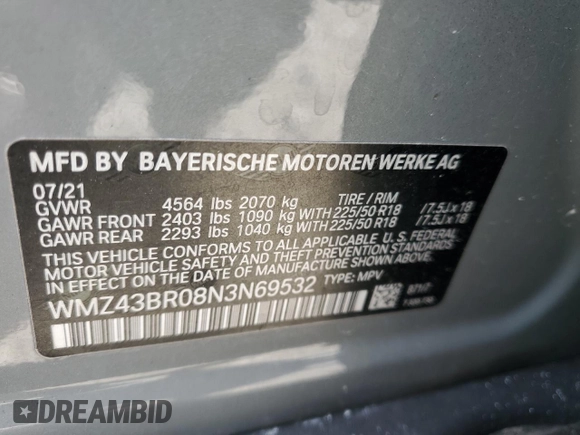 MFD BY BAYERISCHE MOTOREN WERKE AG
07/21
GVWR 4564 lbs 2070 kg TIRE / RIM
GAWR FRONT 2403 lbs 1090 kg WITH 225/50 R18 /7.5Jx18
GAWR REAR 2293 lbs 1040 kg WITH 225/50 R18 /7.5Jx18
THIS VEHICLE CONFORMS TO ALL APPLICABLE U. S. FEDERAL
MOTOR VEHICLE SAFETY, AND THEFT PREVENTION STANDARDS
IN EFFECT ON THE DATE OF MANUFACTURE SHOWN ABOVE.
WMZ43BR08N3N69532 TYPE: MPV
DREAMBID